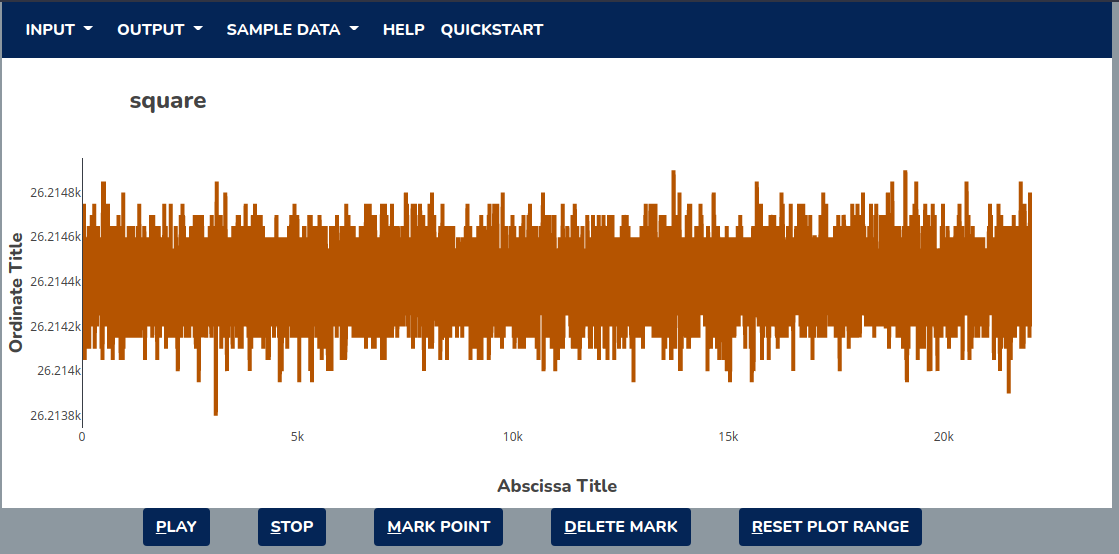 INPUT OUTPUT SAMPLE DATA HELP QUICKSTART
square
26.2148k
26.2146k
26.2144k
26.2142k
26.214k
26.2138k
Ordinate Title
0 5k 10k 15k 20k
Abscissa Title
PLAY STOP MARK POINT DELETE MARK RESET PLOT RANGE